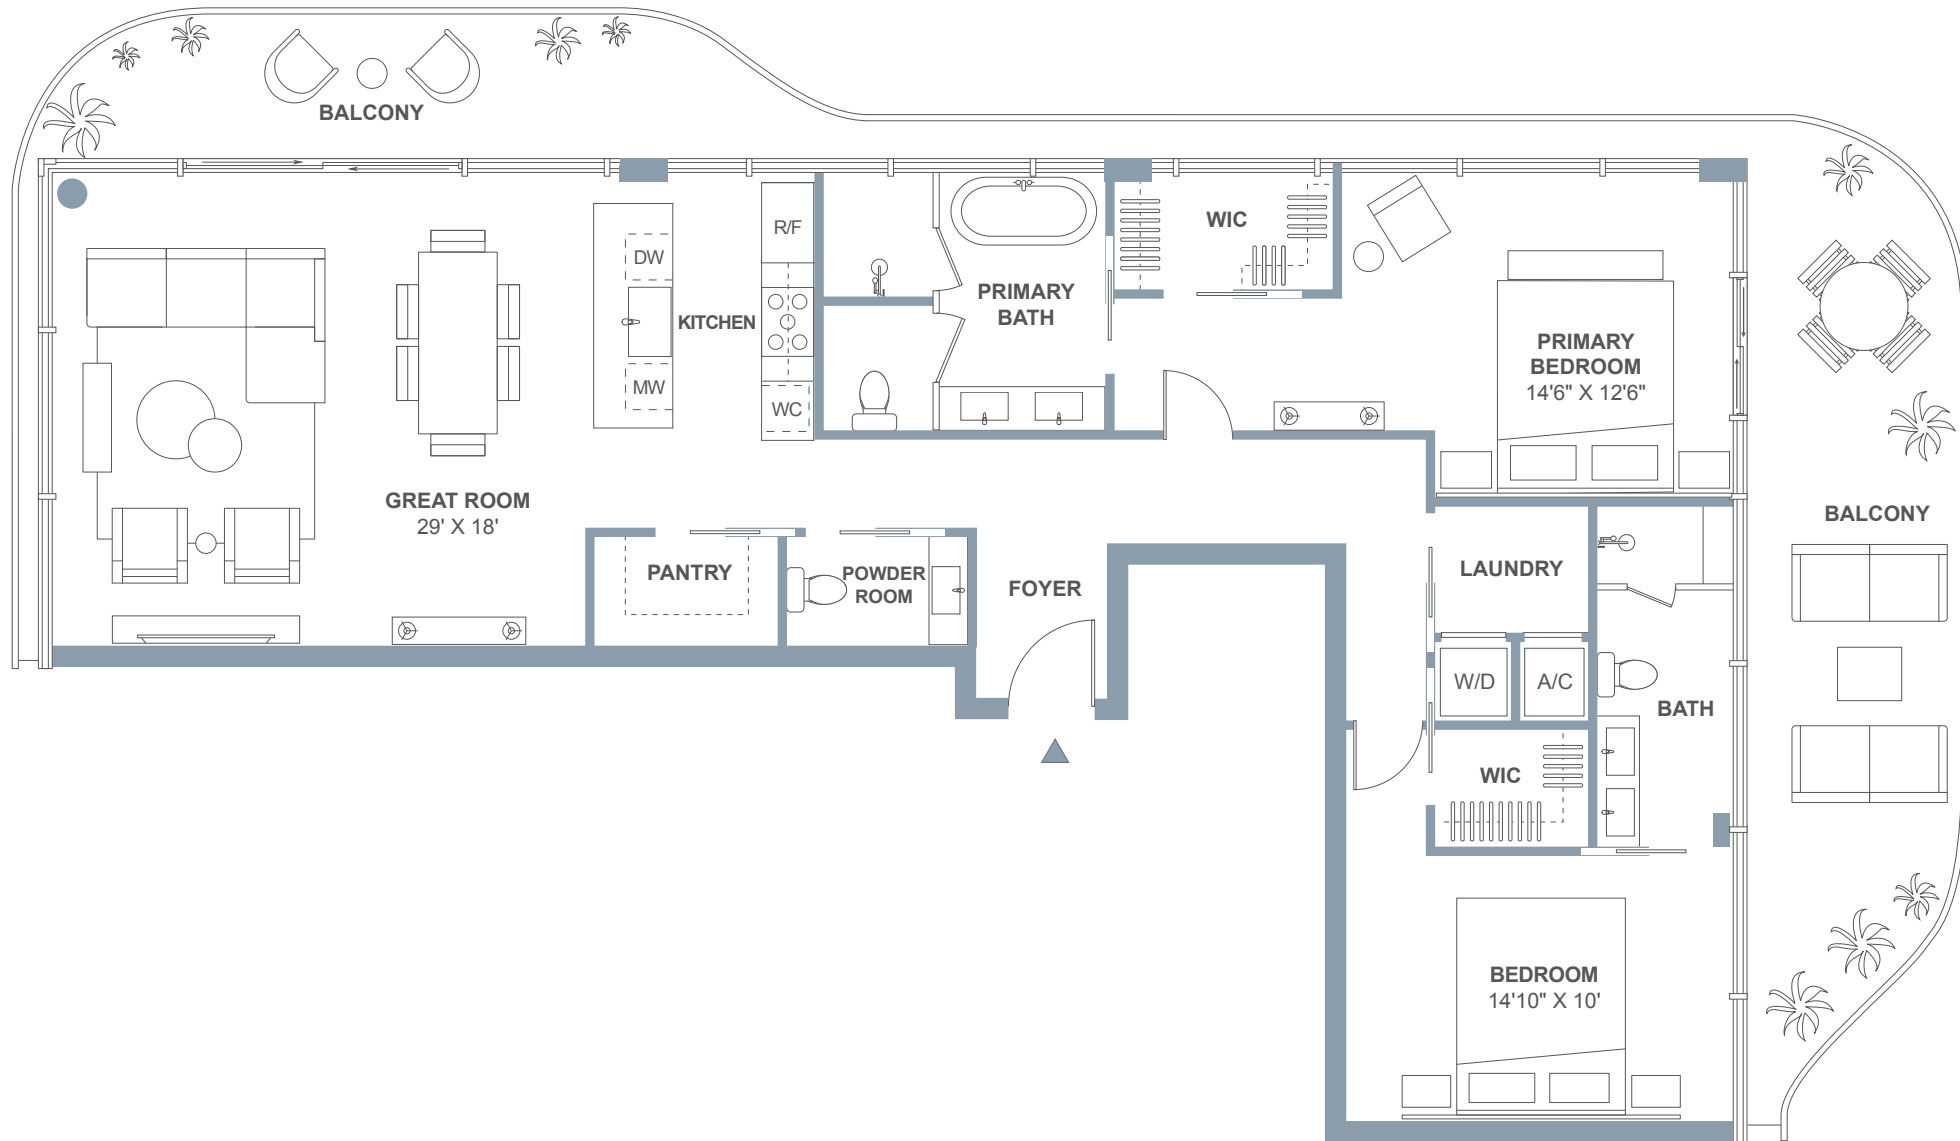 BALCONY
R/F
DW
WIC
PRIMARY
BATH
KITCHEN
PRIMARY
BEDROOM
14'6" X 12'6"
MW
WC
GREAT ROOM
29' X 18'
BALCONY
PANTRY
POWDER
ROOM
FOYER
LAUNDRY
W/D
A/C
BATH
WIC
BEDROOM
14'10" X 10'